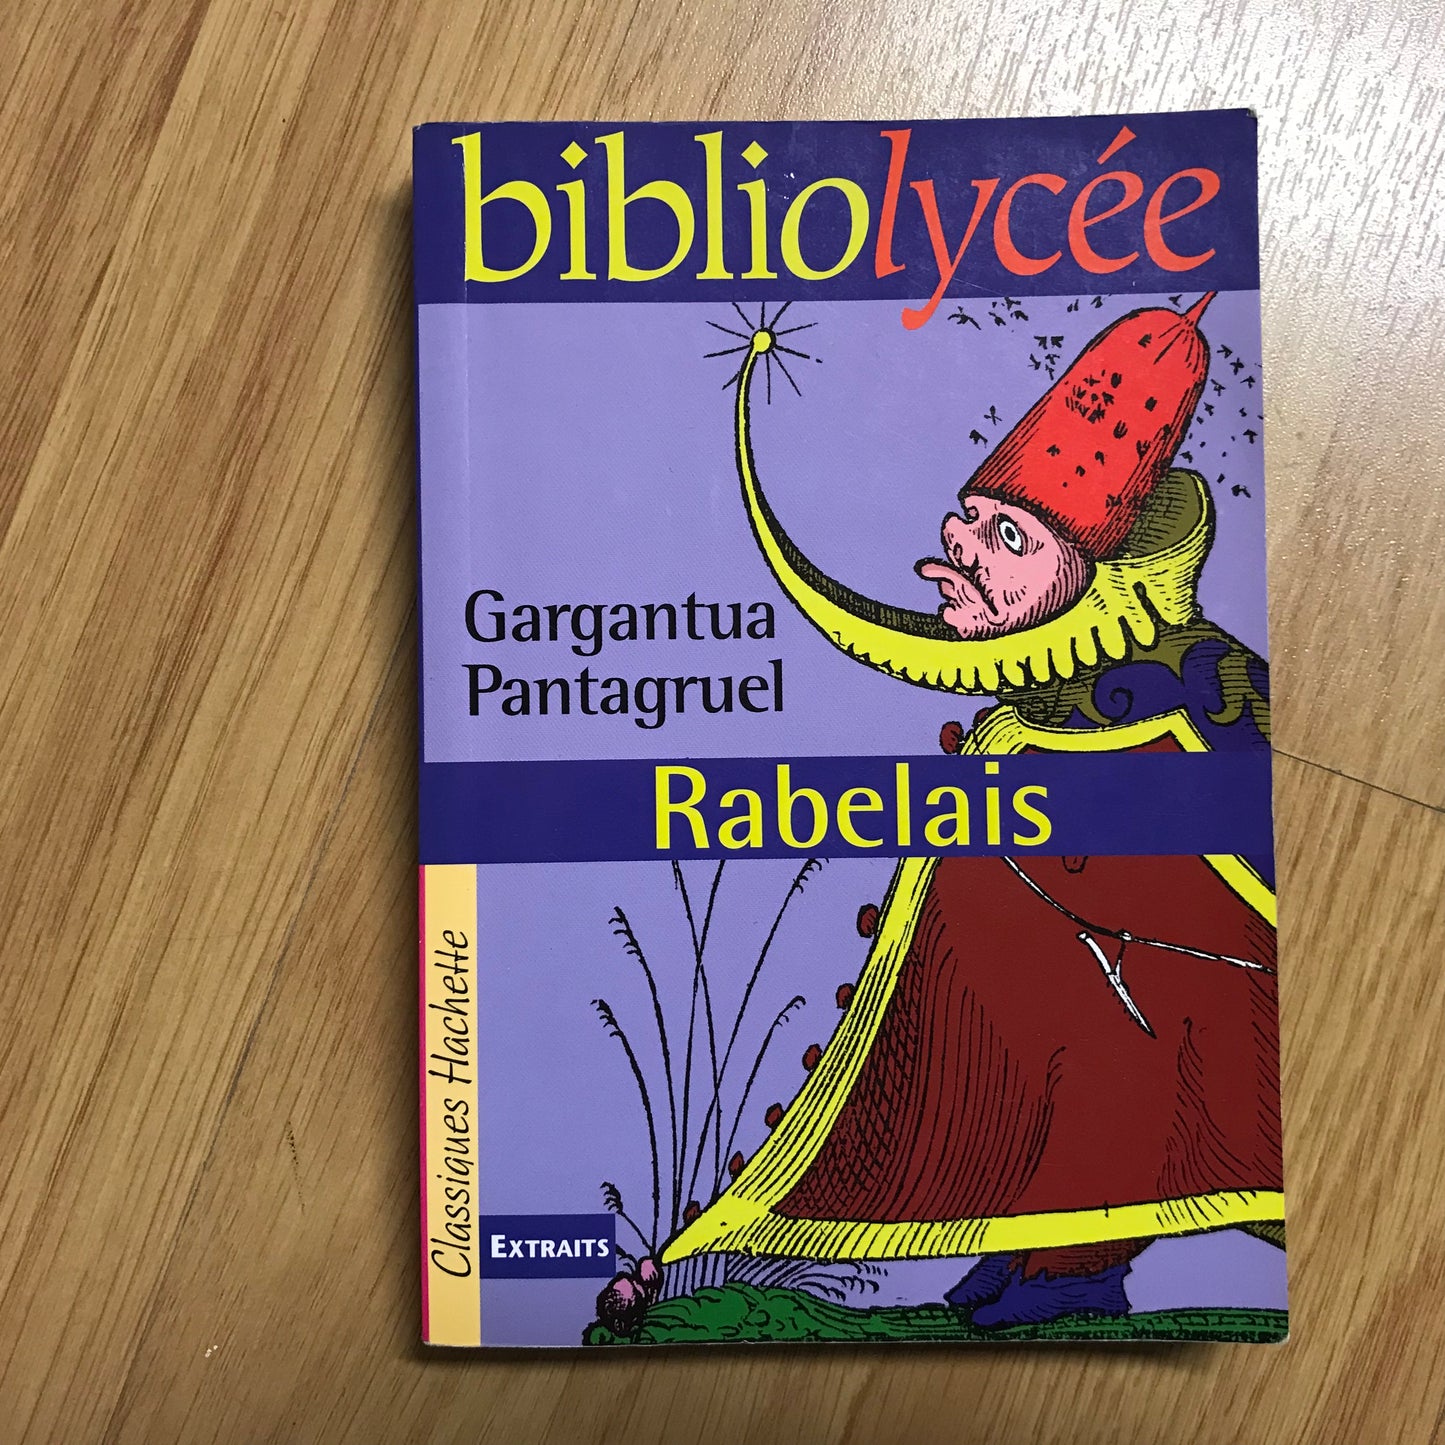 bibliolycée
Gargantua
Pantagruel
Rabelais
Classiques Hachette
EXTRAITS